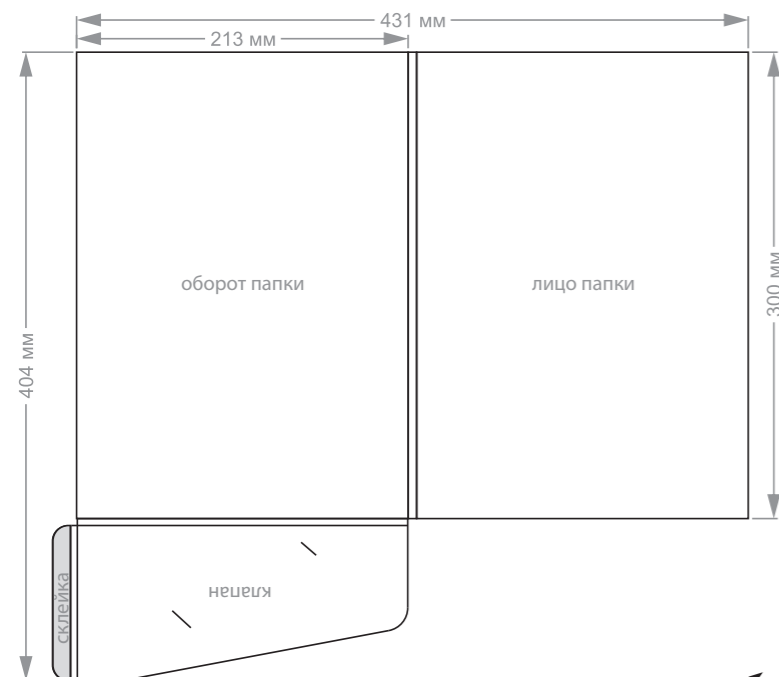 431 мм
213 мм
оборот папки
лицо папки
300 мм
404 мм
клапан
склейка